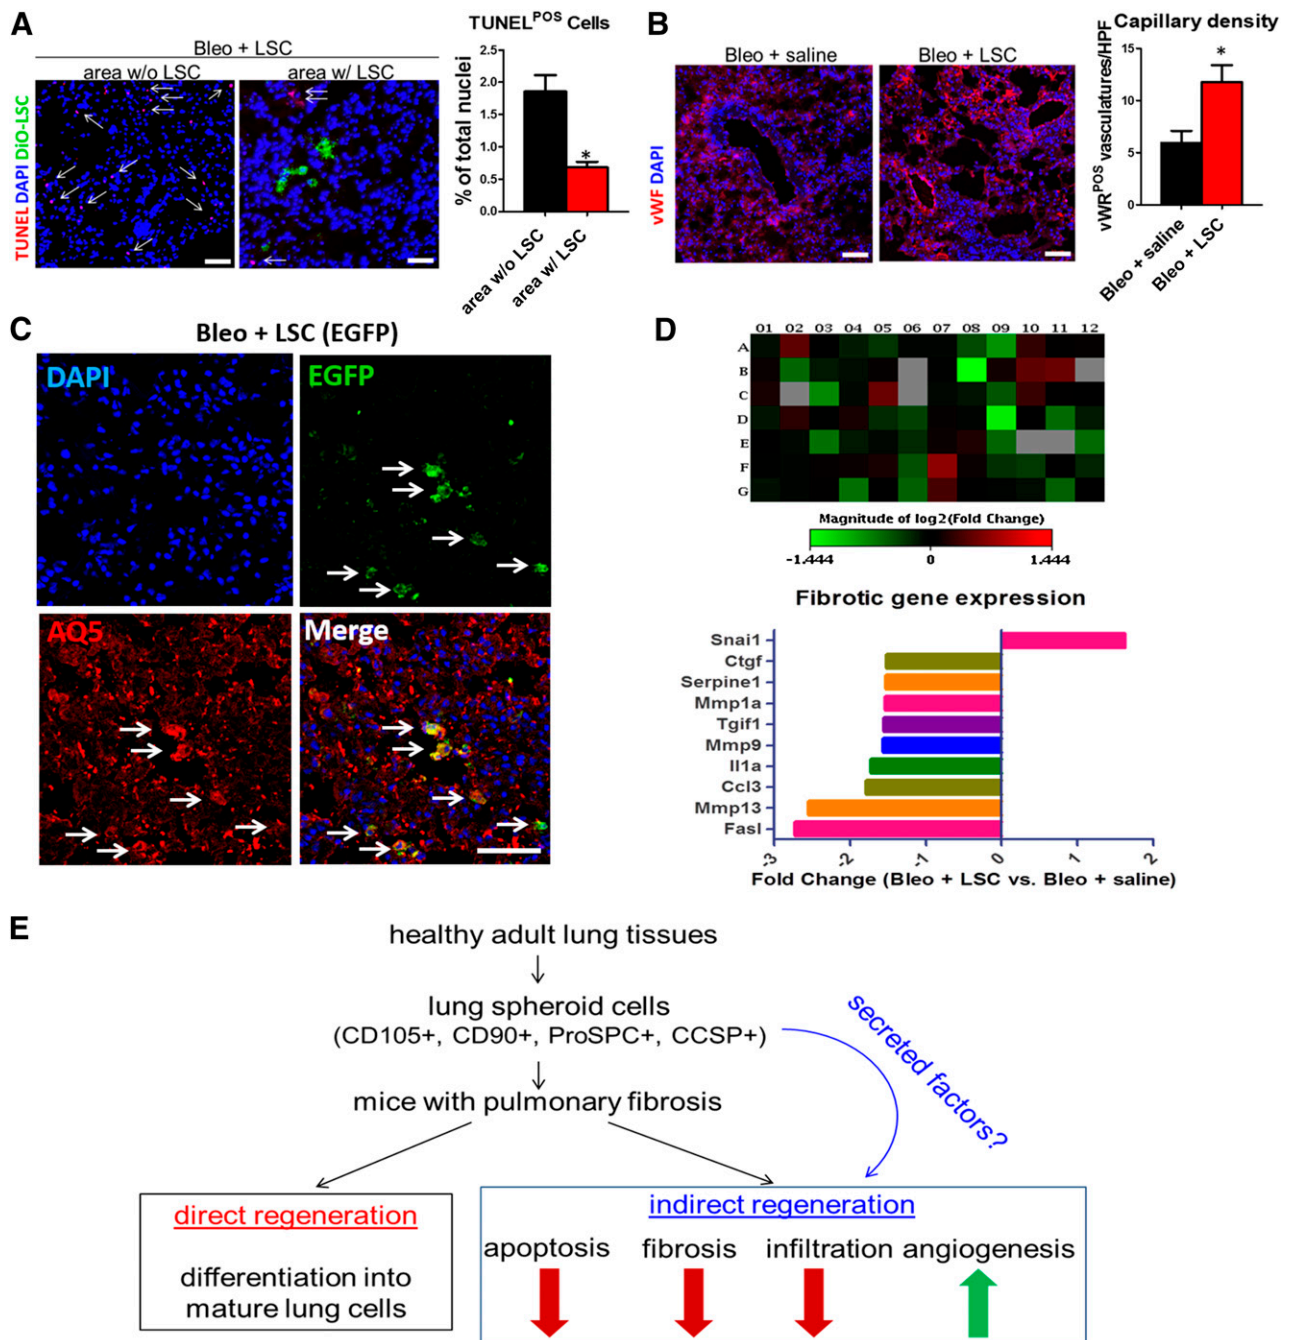 A
Bleo + LSC
area w/o LSC
area w/ LSC
TUNEL DAPI DiO-LSC
TUNELPOS Cells
% of total nuclei
2.5
2.0
1.5
1.0
0.5
0.0
*
area w/o LSC
area w/ LSC
B
Bleo + saline
Bleo + LSC
vWF DAPI
Capillary density
vWRPOS vasculatures/HPF
15
10
5
0
*
Bleo + saline
Bleo + LSC
C
Bleo + LSC (EGFP)
DAPI
EGFP
AQ5
Merge
D
01 02 03 04 05 06 07 08 09 10 11 12
A
B
C
D
E
F
G
Magnitude of log2(Fold Change)
-1.444 0 1.444
Fibrotic gene expression
Snai1
Ctgf
Serpine1
Mmp1a
Tgif1
Mmp9
Il1a
Ccl3
Mmp13
Fasl
-3 -2 -1 0 1 2
Fold Change (Bleo + LSC vs. Bleo + saline)
E
healthy adult lung tissues
lung spheroid cells
(CD105+, CD90+, ProSPC+, CCSP+)
secreted factors?
mice with pulmonary fibrosis
direct regeneration
differentiation into
mature lung cells
indirect regeneration
apoptosis fibrosis infiltration angiogenesis